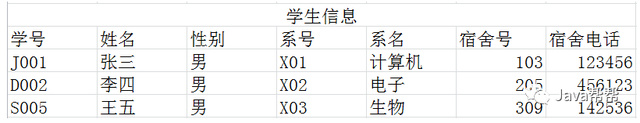 学生信息
学号 姓名 性别 系号 系名 宿舍号 宿舍电话
J001 张三 男 X01 计算机 103 123456
D002 李四 男 X02 电子 205 456123
S005 王五 男 X03 生物 309 142536
Java帮帮